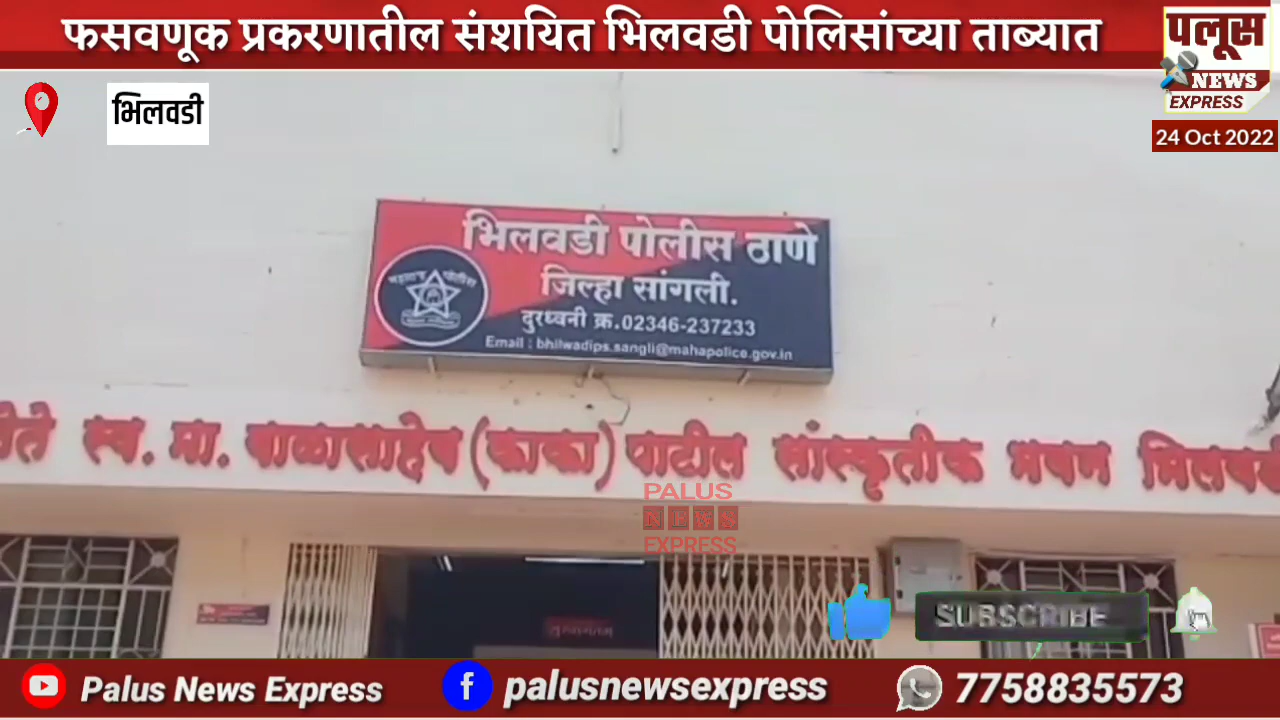 फसवणूक प्रकरणातील संशयित भिलवडी पोलिसांच्या ताब्यात
पलूस
NEWS
EXPRESS
24 Oct 2022
भिलवडी
भिलवडी पोलीस ठाणे
जिल्हा सांगली.
दुरध्वनी क्र.02346-237233
Email : bhilwadips.sangli@mahapolice.gov.in
स्व. मा. बाळासाहेब (काका) पाटील सांस्कृतीक भवन भिलवडी
PALUS
NEWS
EXPRESS
SUBSCRIBE
Palus News Express
palusnewsexpress
7758835573